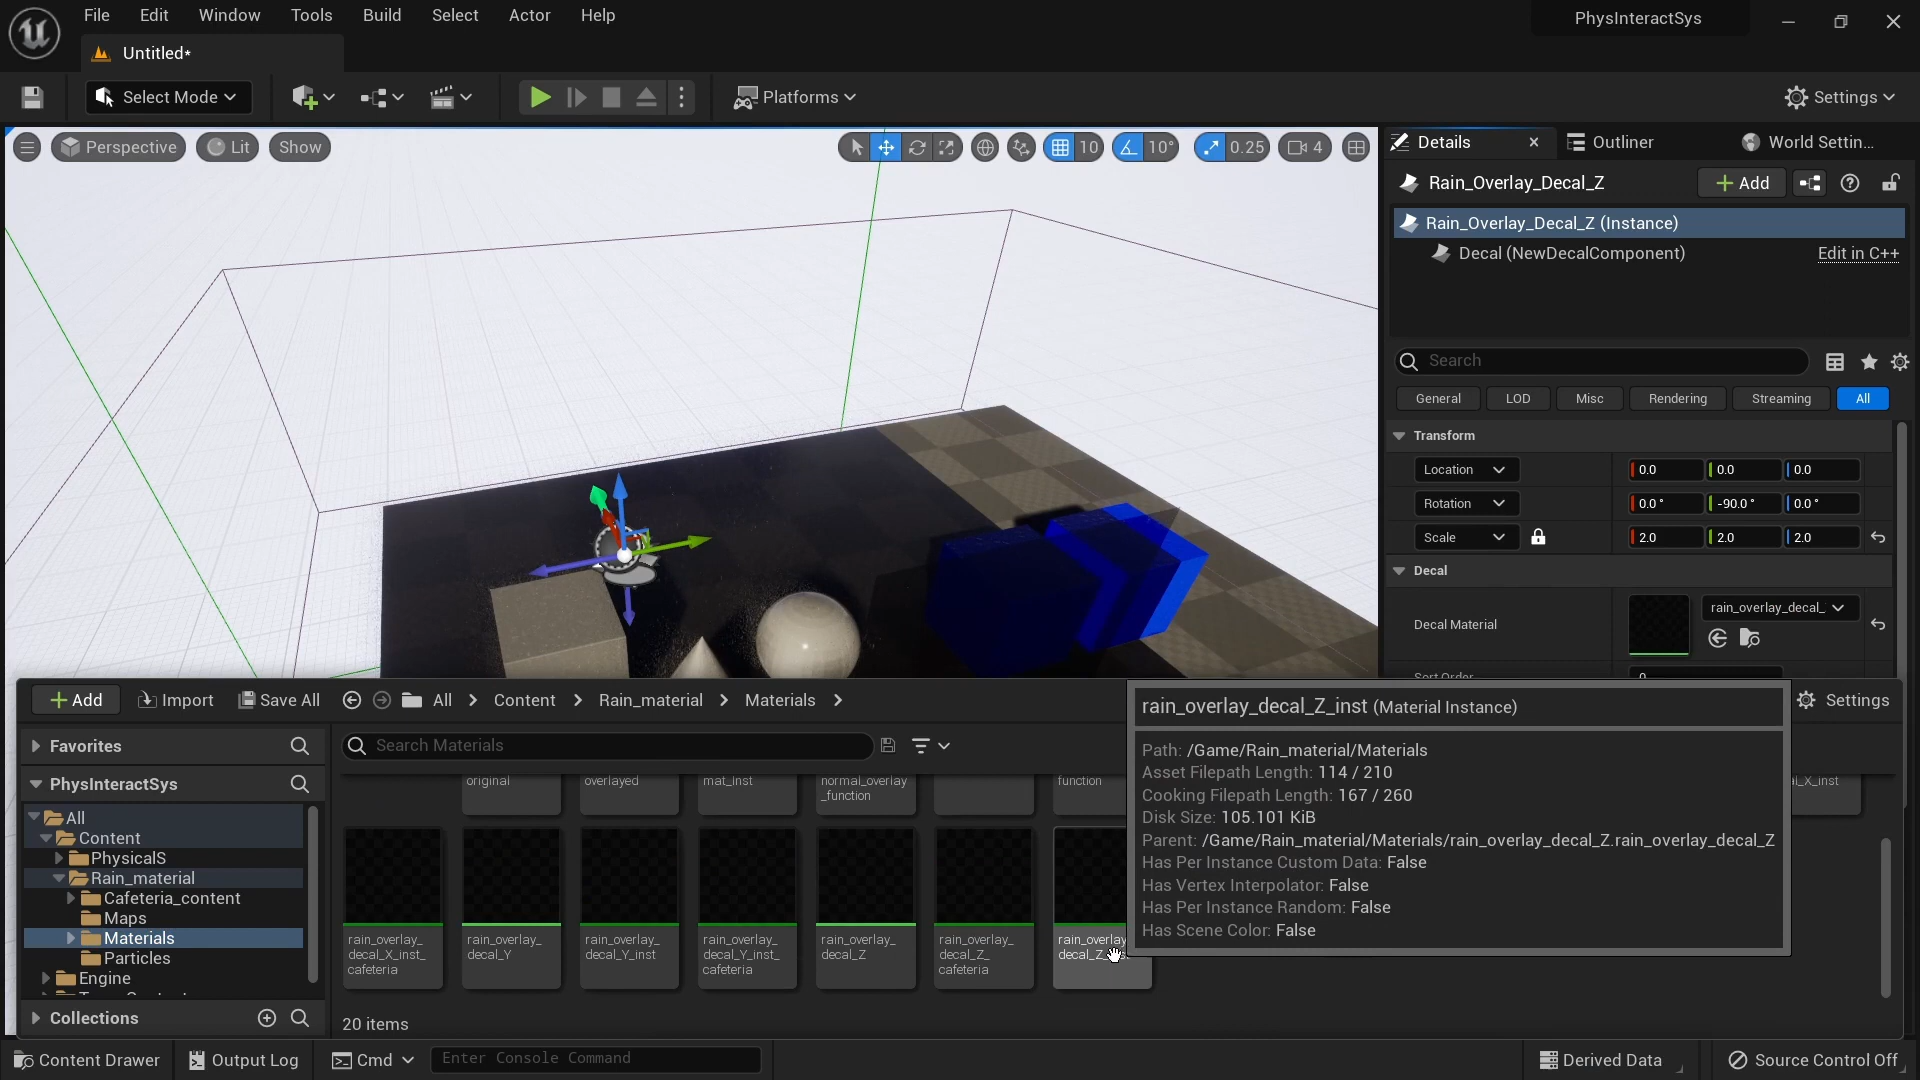 File Edit Window Tools Build Select Actor Help
PhysInteractSys
Untitled*
Select Mode
Platforms
Settings
Perspective Lit Show
10 10° 0.25 4
Details
Outliner
World Settin...
Rain_Overlay_Decal_Z
Add
Rain_Overlay_Decal_Z (Instance)
Decal (NewDecalComponent)
Edit in C++
Search
General LOD Misc Rendering Streaming All
Transform
Location 0.0 0.0 0.0
Rotation 0.0° -90.0° 0.0°
Scale 2.0 2.0 2.0
Decal
Decal Material
rain_overlay_decal_
Sort Order
0
Add Import Save All All Content Rain_material Materials
Settings
Favorites
Search Materials
PhysInteractSys
All
Content
PhysicalS
Rain_material
Cafeteria_content
Maps
Materials
Particles
Engine
Collections
original
overlayed
mat_Inst
normal_overlay
_function
function
al_X_inst
rain_overlay_
decal_X_inst_
cafeteria
rain_overlay_
decal_Y
rain_overlay_
decal_Y_inst
rain_overlay_
decal_Y_inst_
cafeteria
rain_overlay_
decal_Z
rain_overlay_
decal_Z_
cafeteria
rain_overlay
decal_Z_
rain_overlay_decal_Z_inst (Material Instance)
Path: /Game/Rain_material/Materials
Asset Filepath Length: 114 / 210
Cooking Filepath Length: 167 / 260
Disk Size: 105.101 KiB
Parent: /Game/Rain_material/Materials/rain_overlay_decal_Z.rain_overlay_decal_Z
Has Per Instance Custom Data: False
Has Vertex Interpolator: False
Has Per Instance Random: False
Has Scene Color: False
20 items
Content Drawer
Output Log
Cmd
Enter Console Command
Derived Data
Source Control Off